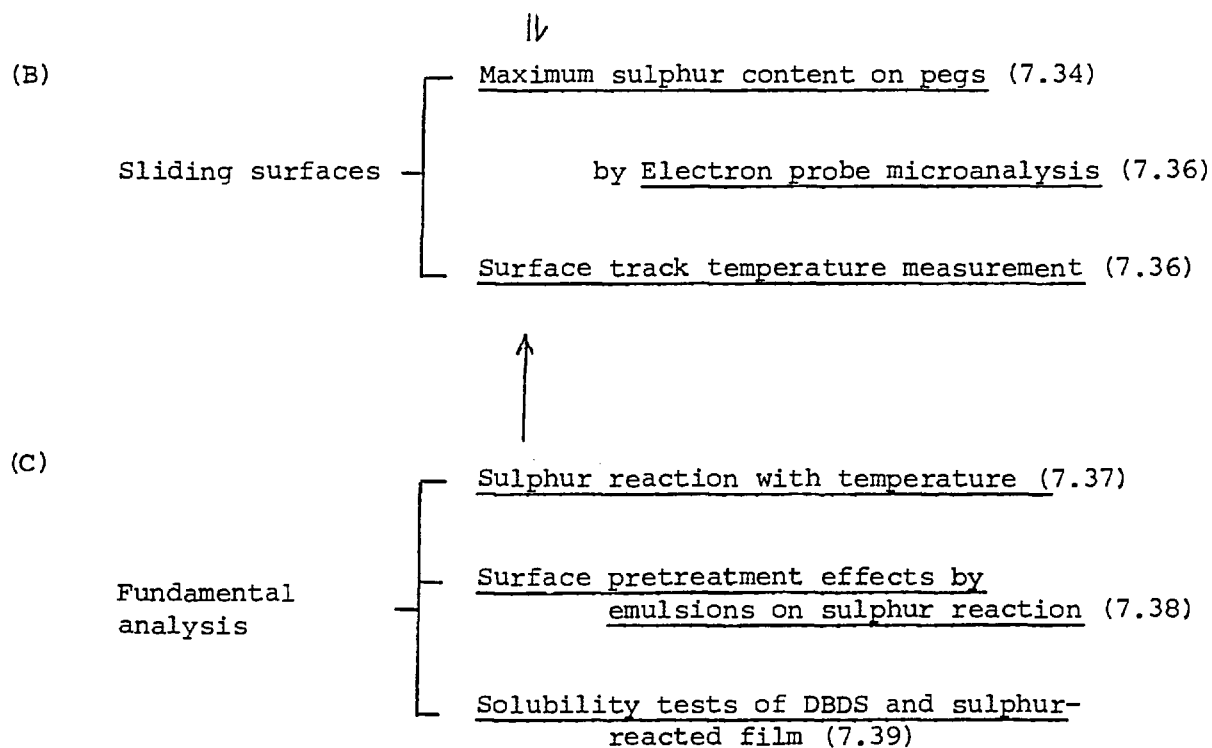 (B)
Maximum sulphur content on pegs (7.34)
Sliding surfaces
by Electron probe microanalysis (7.36)
Surface track temperature measurement (7.36)
(C)
Sulphur reaction with temperature (7.37)
Fundamental
analysis
Surface pretreatment effects by
emulsions on sulphur reaction (7.38)
Solubility tests of DBDS and sulphur-
reacted film (7.39)